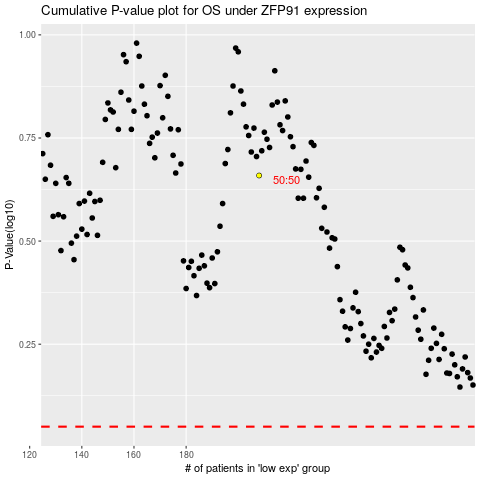 Cumulative P-value plot for OS under ZFP91 expression
P-Value(log10)
1.00
0.75
0.50
0.25
50:50
120 140 160 180
# of patients in 'low exp' group